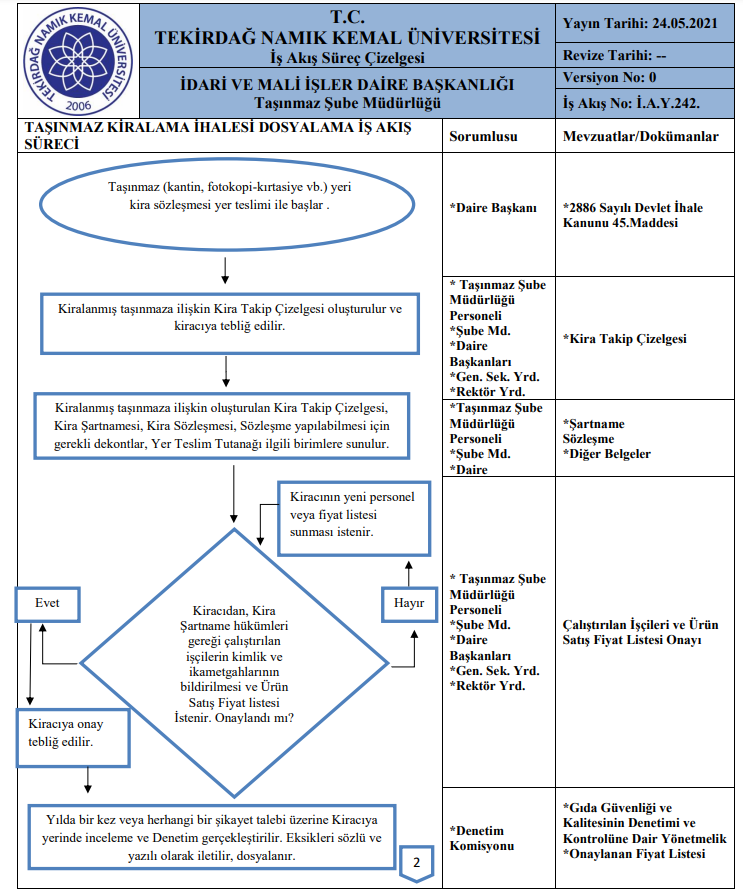 TEKİRDAĞ NAMIK KEMAL ÜNİVERSİTESİ
2006
T.C.
TEKİRDAĞ NAMIK KEMAL ÜNİVERSİTESİ
İş Akış Süreç Çizelgesi
İDARİ VE MALİ İŞLER DAİRE BAŞKANLIĞI
Taşınmaz Şube Müdürlüğü
Yayın Tarihi: 24.05.2021
Revize Tarihi: --
Versiyon No: 0
İş Akış No: İ.A.Y.242.
TAŞINMAZ KİRALAMA İHALESİ DOSYALAMA İŞ AKIŞ
SÜRECİ
Sorumlusu
Mevzuatlar/Dokümanlar
Taşınmaz (kantin, fotokopi-kırtasiye vb.) yeri
kira sözleşmesi yer teslimi ile başlar .
*Daire Başkanı
*2886 Sayılı Devlet İhale
Kanunu 45.Maddesi
Kiralanmış taşınmaza ilişkin Kira Takip Çizelgesi oluşturulur ve
kiracıya tebliğ edilir.
* Taşınmaz Şube
Müdürlüğü
Personeli
*Şube Md.
*Daire
Başkanları
*Gen. Sek. Yrd.
*Rektör Yrd.
*Kira Takip Çizelgesi
Kiralanmış taşınmaza ilişkin oluşturulan Kira Takip Çizelgesi,
Kira Şartnamesi, Kira Sözleşmesi, Sözleşme yapılabilmesi için
gerekli dekontlar, Yer Teslim Tutanağı ilgili birimlere sunulur.
*Taşınmaz Şube
Müdürlüğü
Personeli
*Şube Md.
*Daire
*Şartname
Sözleşme
*Diğer Belgeler
Kiracının yeni personel
veya fiyat listesi
sunması istenir.
Evet
Hayır
Kiracıdan, Kira
Şartname hükümleri
gereği çalıştırılan
işçilerin kimlik ve
ikametgahlarının
bildirilmesi ve Ürün
Satış Fiyat listesi
İstenir. Onaylandı mı?
Kiracıya onay
tebliğ edilir.
* Taşınmaz Şube
Müdürlüğü
Personeli
*Şube Md.
*Daire
Başkanları
*Gen. Sek. Yrd.
*Rektör Yrd.
Çalıştırılan İşçileri ve Ürün
Satış Fiyat Listesi Onayı
Yılda bir kez veya herhangi bir şikayet talebi üzerine Kiracıya
yerinde inceleme ve Denetim gerçekleştirilir. Eksikleri sözlü ve
yazılı olarak iletilir, dosyalanır.
2
*Denetim
Komisyonu
*Gıda Güvenliği ve
Kalitesinin Denetimi ve
Kontrolüne Dair Yönetmelik
*Onaylanan Fiyat Listesi